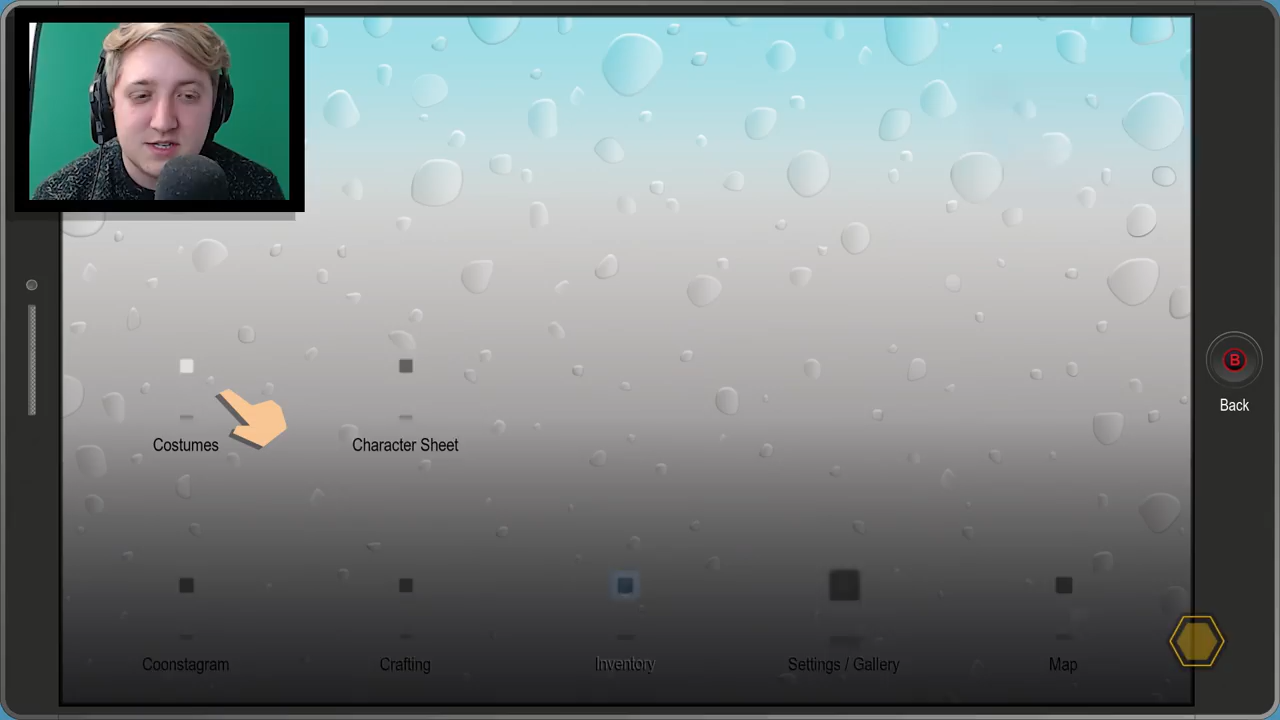 B
Back
Costumes
Character Sheet
Coonstagram
Crafting
Inventory
Settings / Gallery
Map